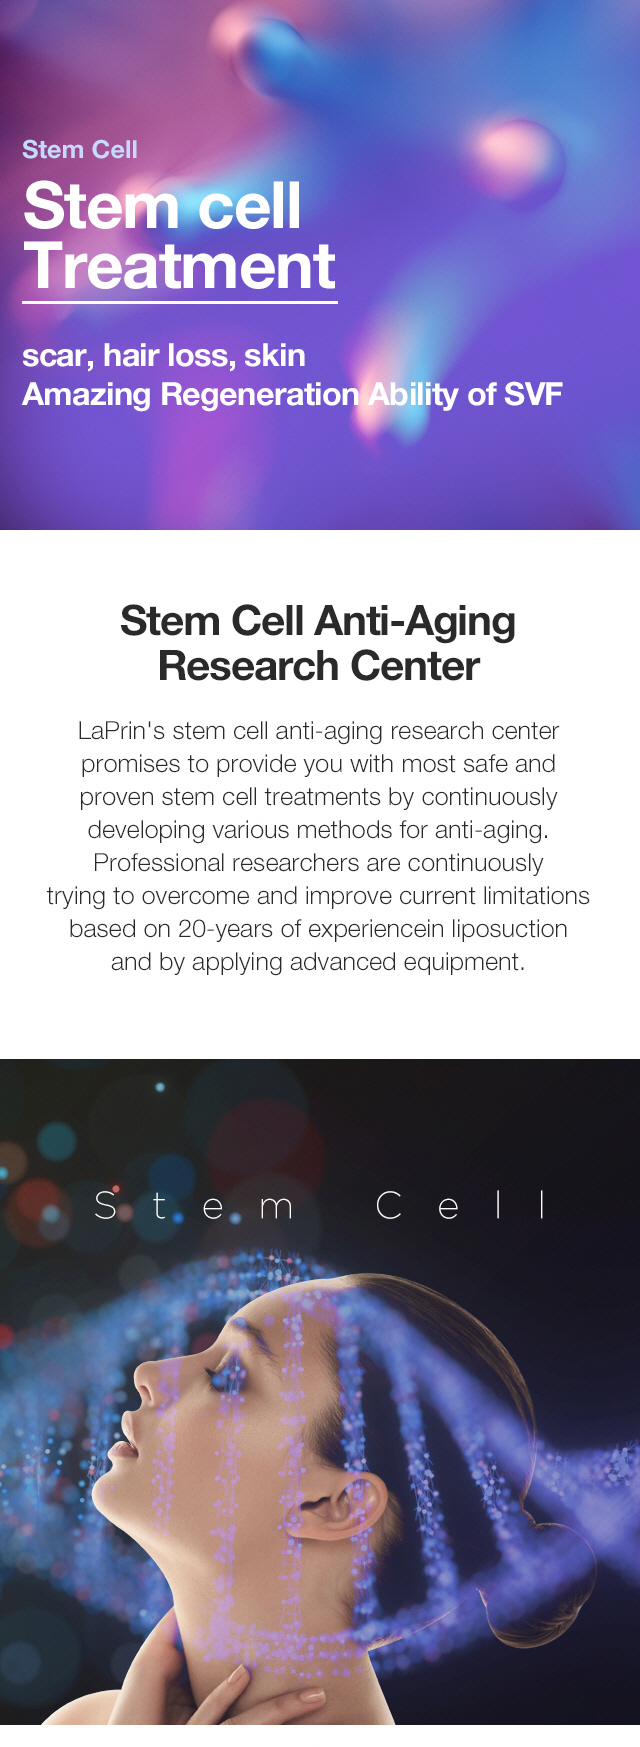 Stem Cell
Stem cell
Treatment
scar, hair loss, skin
Amazing Regeneration Ability of SVF
Stem Cell Anti-Aging
Research Center
LaPrin's stem cell anti-aging research center
promises to provide you with most safe and
proven stem cell treatments by continuously
developing various methods for anti-aging.
Professional researchers are continuously
trying to overcome and improve current limitations
based on 20-years of experiencein liposuction
and by applying advanced equipment.
Stem Cell